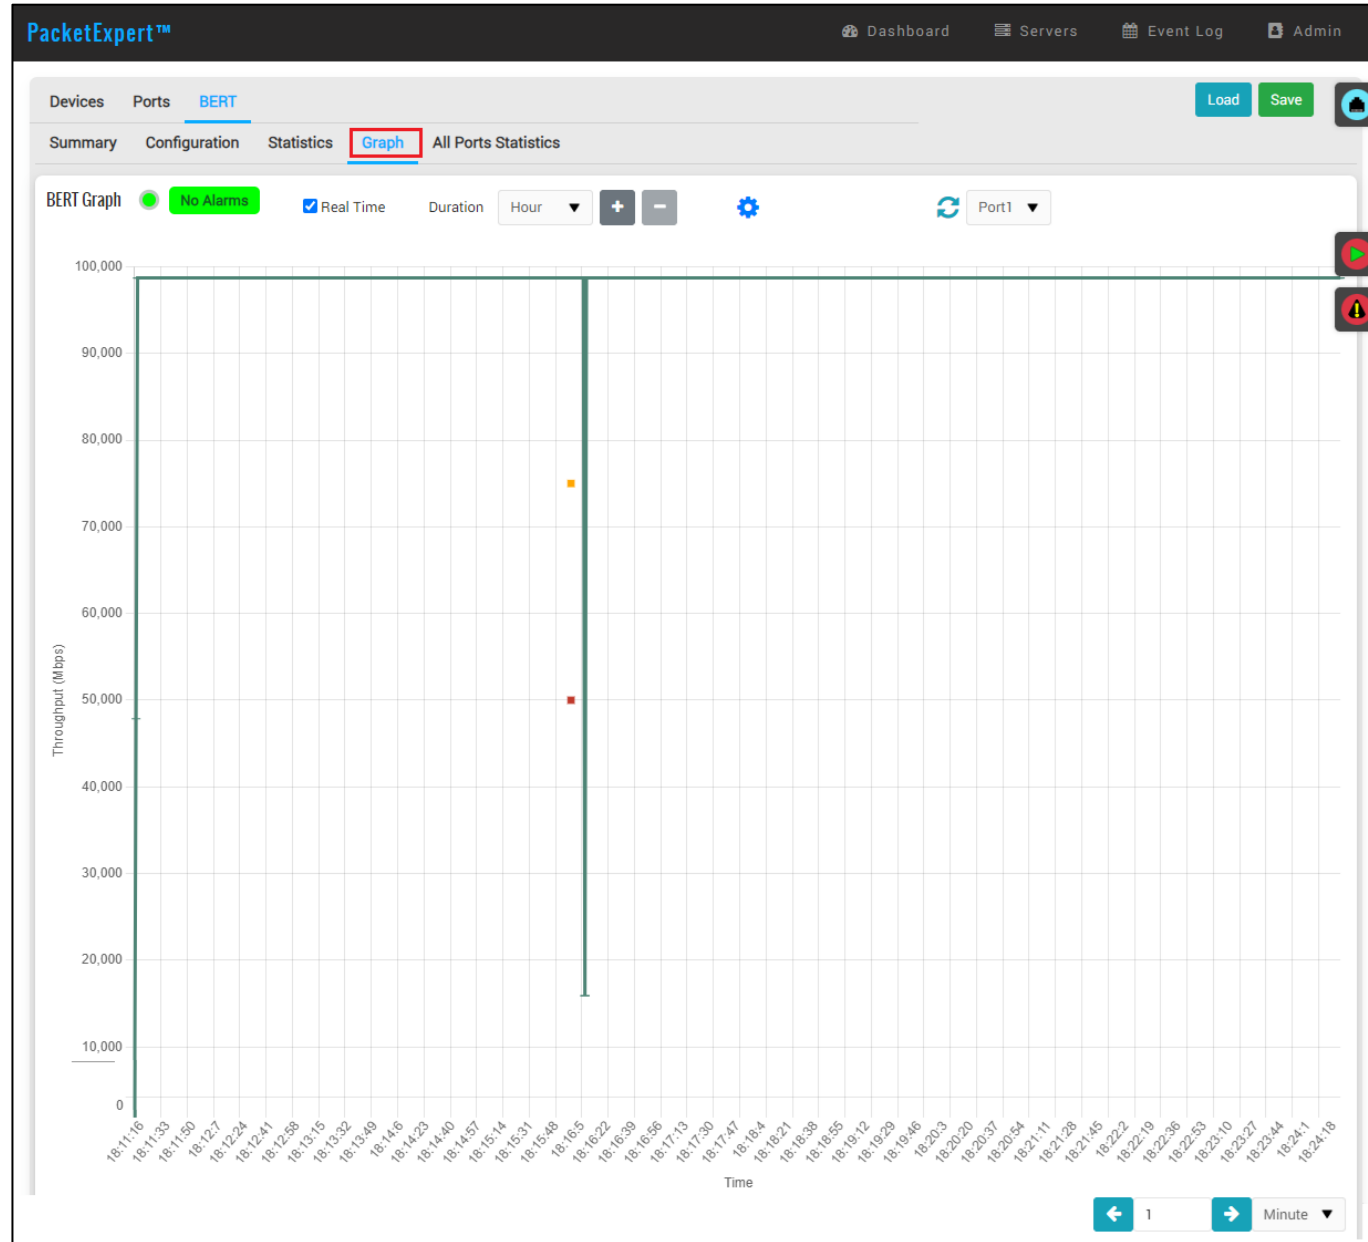 PacketExpert™ Dashboard Servers Event Log Admin
Devices Ports BERT Load Save
Summary Configuration Statistics Graph All Ports Statistics
BERT Graph No Alarms Real Time Duration Hour + − Port1
100,000
90,000
80,000
70,000
60,000
50,000
40,000
30,000
20,000
10,000
0
Throughput (Mbps)
18:11:16 18:11:33 18:11:50 18:12:7 18:12:24 18:12:41 18:12:58 18:13:15 18:13:32 18:13:49 18:14:6 18:14:23 18:14:40 18:14:57 18:15:14 18:15:31 18:15:48 18:16:5 18:16:22 18:16:39 18:16:56 18:17:13 18:17:30 18:17:47 18:18:4 18:18:21 18:18:38 18:18:55 18:19:12 18:19:29 18:19:46 18:20:3 18:20:20 18:20:37 18:20:54 18:21:11 18:21:28 18:21:45 18:22:2 18:22:19 18:22:36 18:22:53 18:23:10 18:23:27 18:23:44 18:24:1 18:24:18
Time
1 Minute